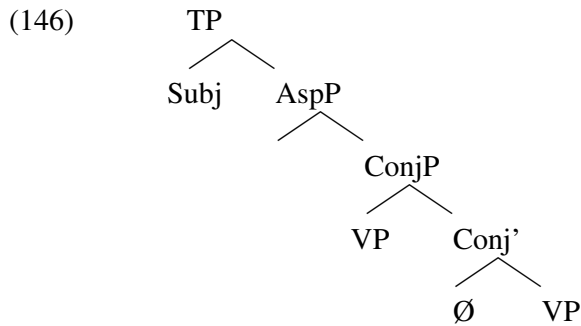 (146) TP
Subj AspP
ConjP
VP Conj’
Ø VP